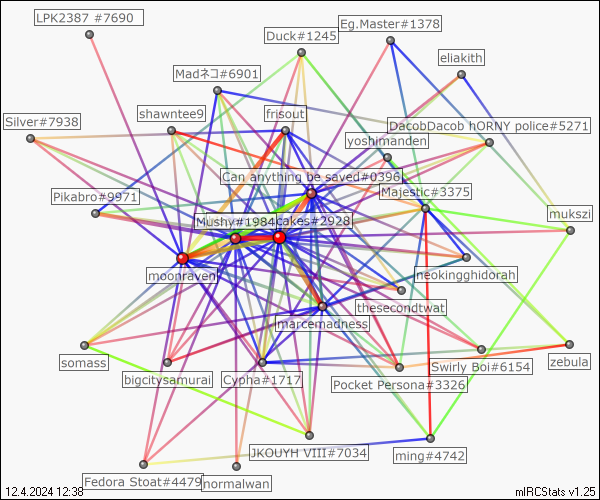 LPK2387 #7690
Eg.Master#1378
Duck#1245
eliakith
Madネコ#6901
Silver#7938
shawntee9
frisout
DacobDacob hORNY police#5271
yoshimanden
Can anything be saved#0396
Pikabro#9971
Majestic#3375
Mushy#1984
cakes#2928
mukszi
moonraven
neokingghidorah
thesecondtwat
marcemadness
somass
bigcitysamurai
Cypha#1717
Pocket Persona#3326
Swirly Boi#6154
zebula
JKOUYH VIII#7034
ming#4742
Fedora Stoat#4479
normalwan
12.4.2024 12:38
mIRCStats v1.25